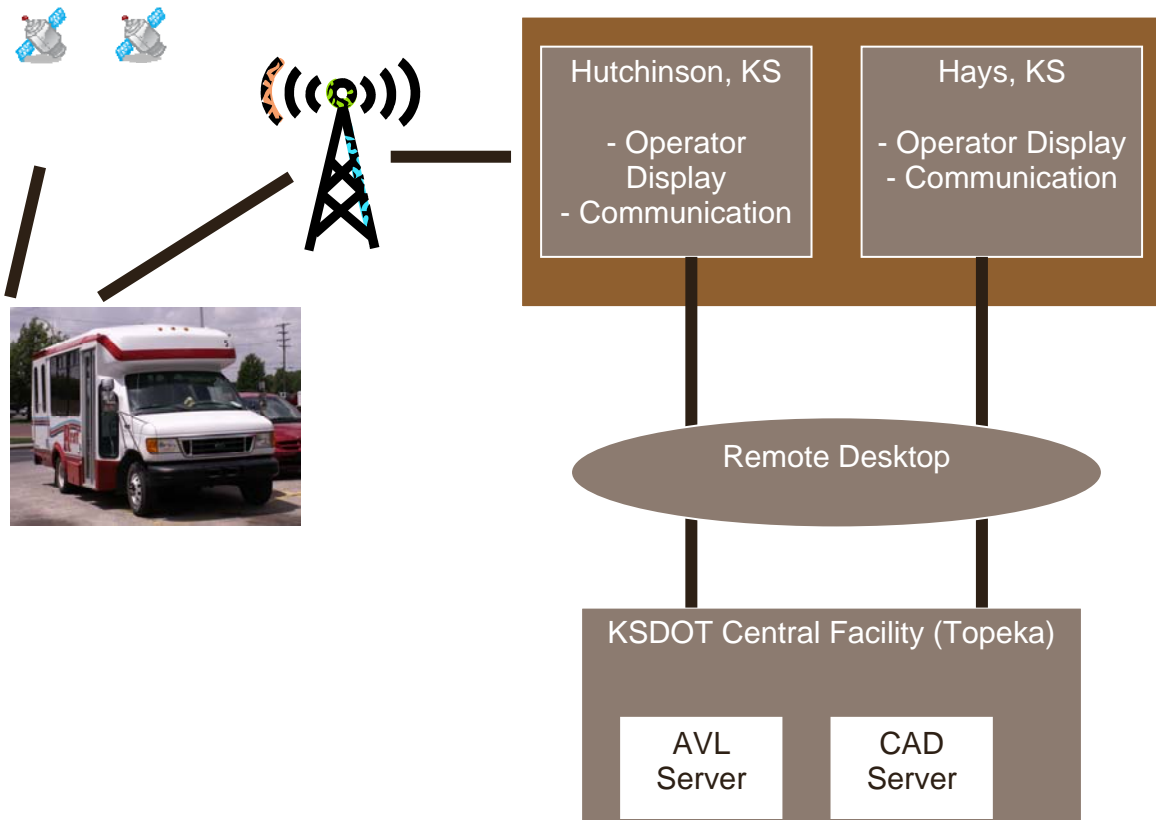 Hutchinson, KS
- Operator
Display
- Communication
Hays, KS
- Operator Display
- Communication
Remote Desktop
KSDOT Central Facility (Topeka)
AVL
Server
CAD
Server